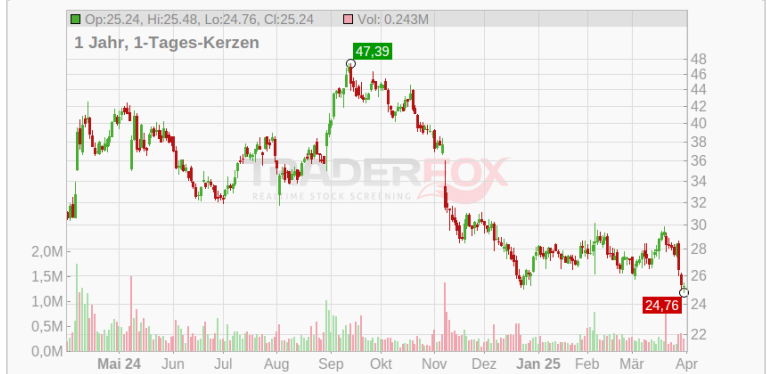 Op:25.24, Hi:25.48, Lo:24.76, Cl:25.24 Vol: 0.243M
1 Jahr, 1-Tages-Kerzen
47,39
48
46
44
42
40
38
36
TRADERFOX
34
REALTIME STOCK SCREENING
32
30
28
2,0M
26
1,5M
24,76
24
1,0M
0,5M
22
0,0M
Mai 24 Jun Jul Aug Sep Okt Nov Dez Jan 25 Feb Mär Apr